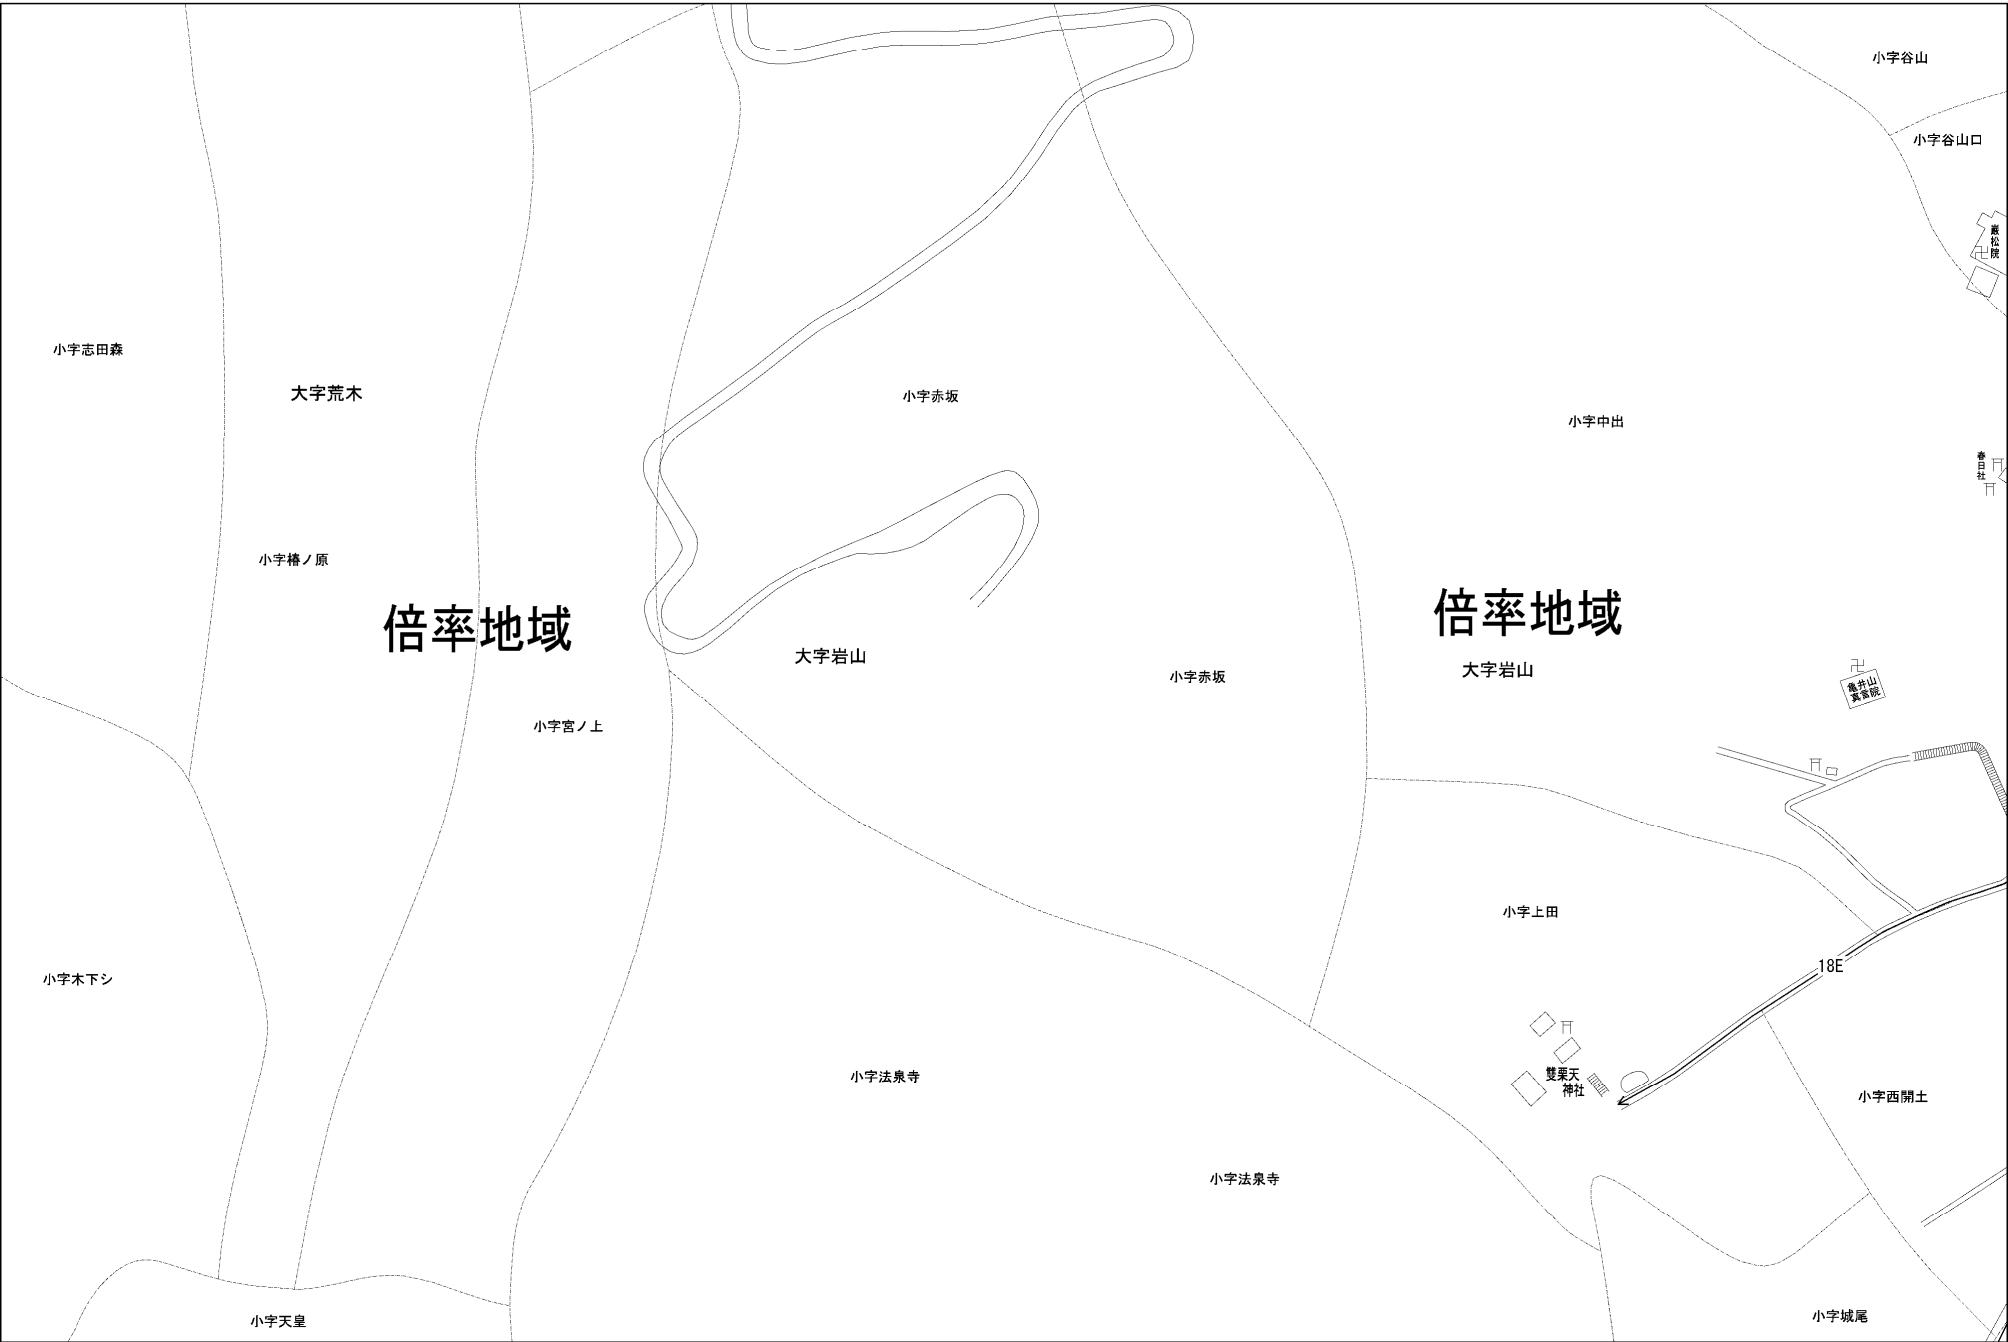 小字谷山
小字谷山口
巌松院
小字志田森
大字荒木
小字赤坂
小字中出
春日社
小字椿ノ原
倍率地域
倍率地域
大字岩山
大字岩山
小字赤坂
亀井山
真言院
小字宮ノ上
小字上田
18E
小字木下シ
小字法泉寺
雙栗天
神社
小字西開土
小字法泉寺
小字天皇
小字城尾